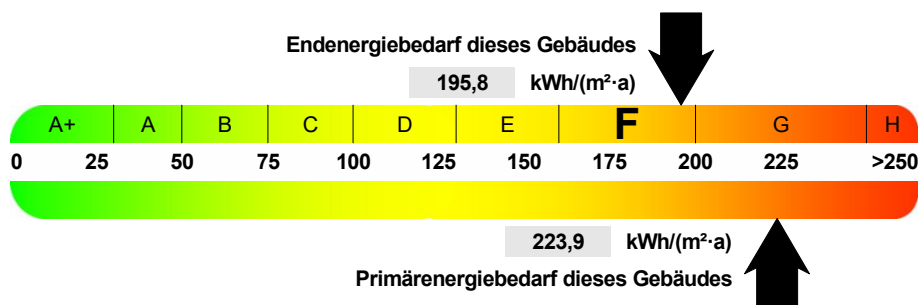 Endenergiebedarf dieses Gebäudes
195,8 kWh/(m²·a)
A+ A B C D E F G H
0 25 50 75 100 125 150 175 200 225 >250
223,9 kWh/(m²·a)
Primärenergiebedarf dieses Gebäudes